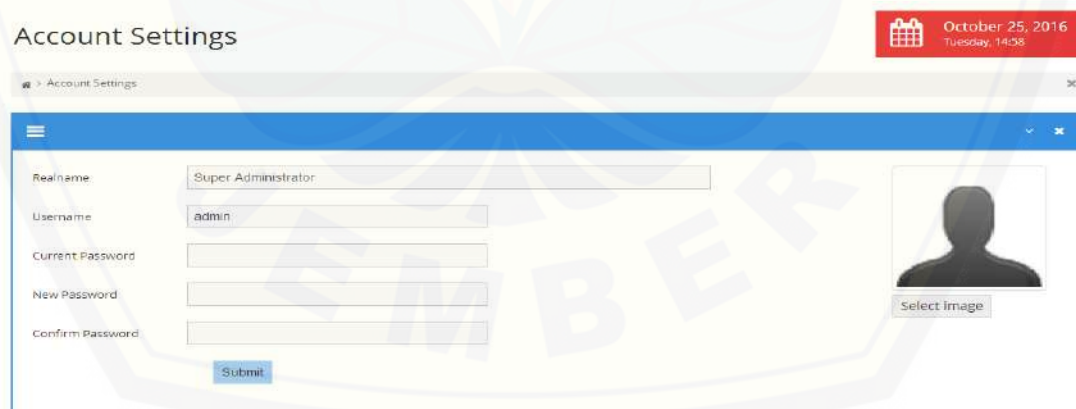 Account Settings
October 25, 2016
Tuesday, 14:58
> Account Settings
Realname
Super Administrator
Username
admin
Current Password
New Password
Select image
Confirm Password
Submit
EMBER